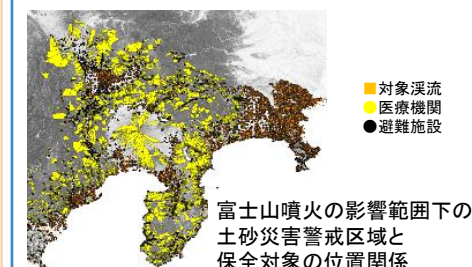 ■対象渓流
●医療機関
●避難施設
富士山噴火の影響範囲下の
土砂災害警戒区域と
保全対象の位置関係